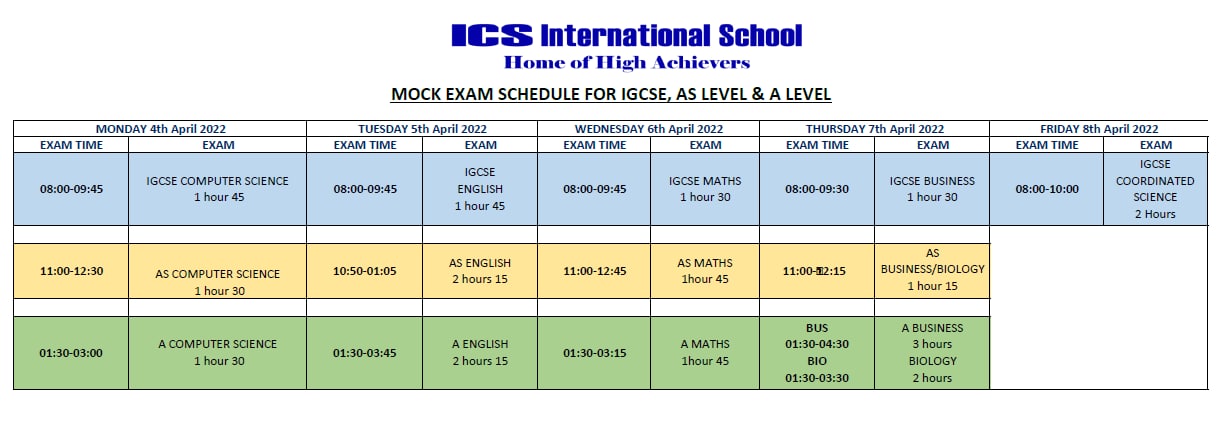 ICS International School
Home of High Achievers
MOCK EXAM SCHEDULE FOR IGCSE, AS LEVEL & A LEVEL
MONDAY 4th April 2022 TUESDAY 5th April 2022 WEDNESDAY 6th April 2022 THURSDAY 7th April 2022 FRIDAY 8th April 2022
EXAM TIME EXAM EXAM TIME EXAM EXAM TIME EXAM EXAM TIME EXAM EXAM TIME EXAM
08:00-09:45
IGCSE COMPUTER SCIENCE
1 hour 45
08:00-09:45
IGCSE
ENGLISH
1 hour 45
08:00-09:45
IGCSE MATHS
1 hour 30
08:00-09:30
IGCSE BUSINESS
1 hour 30
08:00-10:00
IGCSE
COORDINATED
SCIENCE
2 Hours
11:00-12:30
AS COMPUTER SCIENCE
1 hour 30
10:50-01:05
AS ENGLISH
2 hours 15
11:00-12:45
AS MATHS
1hour 45
11:00-12:15
AS
BUSINESS/BIOLOGY
1 hour 15
01:30-03:00
A COMPUTER SCIENCE
1 hour 30
01:30-03:45
A ENGLISH
2 hours 15
01:30-03:15
A MATHS
1hour 45
BUS
01:30-04:30
BIO
01:30-03:30
A BUSINESS
3 hours
BIOLOGY
2 hours